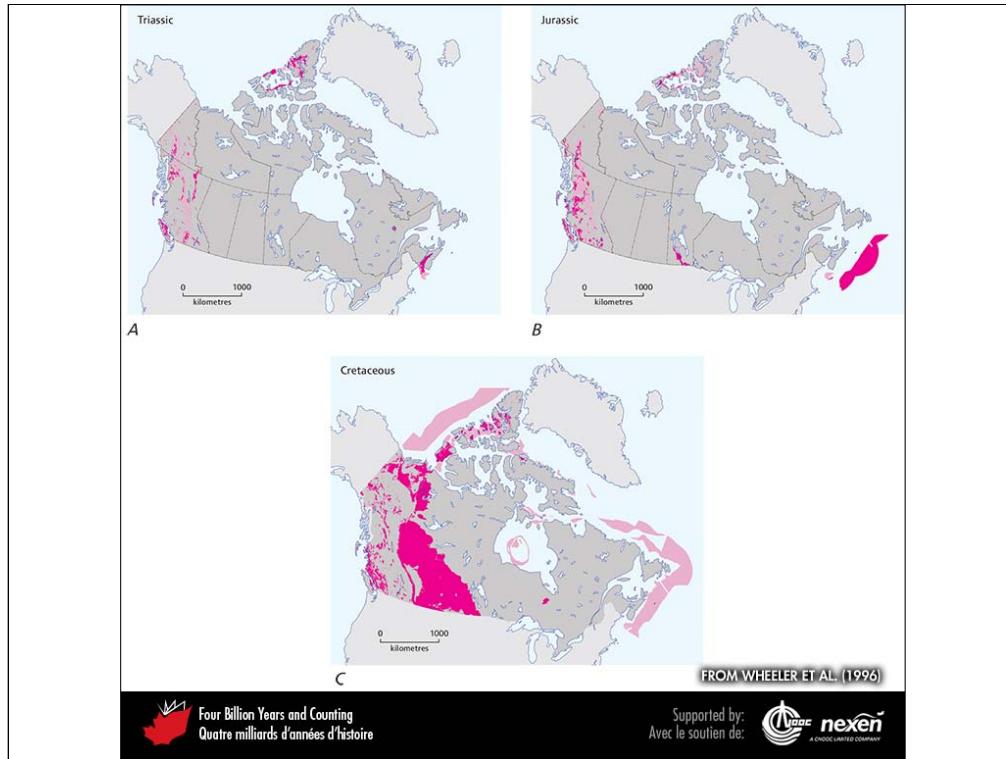 Triassic
0 1000
kilometres
A
Jurassic
0 1000
kilometres
B
Cretaceous
0 1000
kilometres
C
FROM WHEELER ET AL. (1996)
Four Billion Years and Counting
Quatre milliards d'années d'histoire
Supported by:
Avec le soutien de:
CNOOC
nexen
A CNOOC LIMITED COMPANY